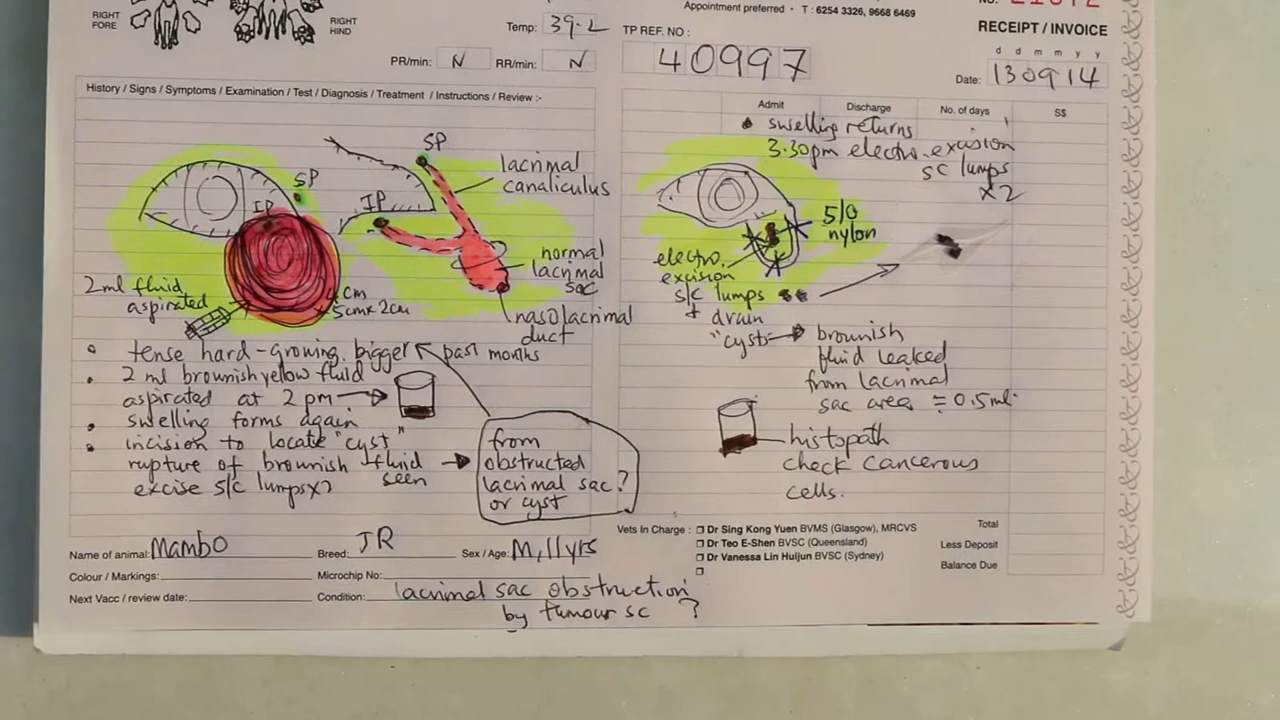 RIGHT
FORE
RIGHT
HIND
Temp: 39.2
PR/min: N RR/min: N
Appointment preferred • T : 6254 3326, 9668 6469
NO.
RECEIPT / INVOICE
TP REF. NO :
40997
d d m m y y
Date: 130914
History / Signs / Symptoms / Examination / Test / Diagnosis / Treatment / Instructions / Review :-
Admit Discharge No. of days S$
SP
IP
2ml fluid
aspirated
cm
5cm x 2cm
SP
IP
lacrimal
canaliculus
normal
lacrimal
sac
nasolacrimal
duct
• tense hard-growing bigger past months
• 2 ml brownish yellow fluid
aspirated at 2 pm
• swelling forms again
• incision to locate "cyst"
rupture of brownish fluid
seen
excise s/c lumps x2
from
obstructed
lacrimal sac?
or cyst
• swelling returns
3.30pm electro-excision
sc lumps
x2
5/0
nylon
electro.
excision
s/c lumps
+ drain
"cyst"
brownish
fluid leaked
from lacrimal
sac area ≈ 0.5ml.
histopath
check cancerous
cells.
Name of animal: Mambo Breed: JR Sex / Age: M, 11yrs
Colour / Markings: Microchip No:
Next Vacc / review date: Condition: lacrimal sac obstruction
by tumour sc ?
Vets In Charge : Dr Sing Kong Yuen BVMS (Glasgow), MRCVS
Dr Teo E-Shen BVSC (Queensland)
Dr Vanessa Lin Huijun BVSC (Sydney)
Total
Less Deposit
Balance Due